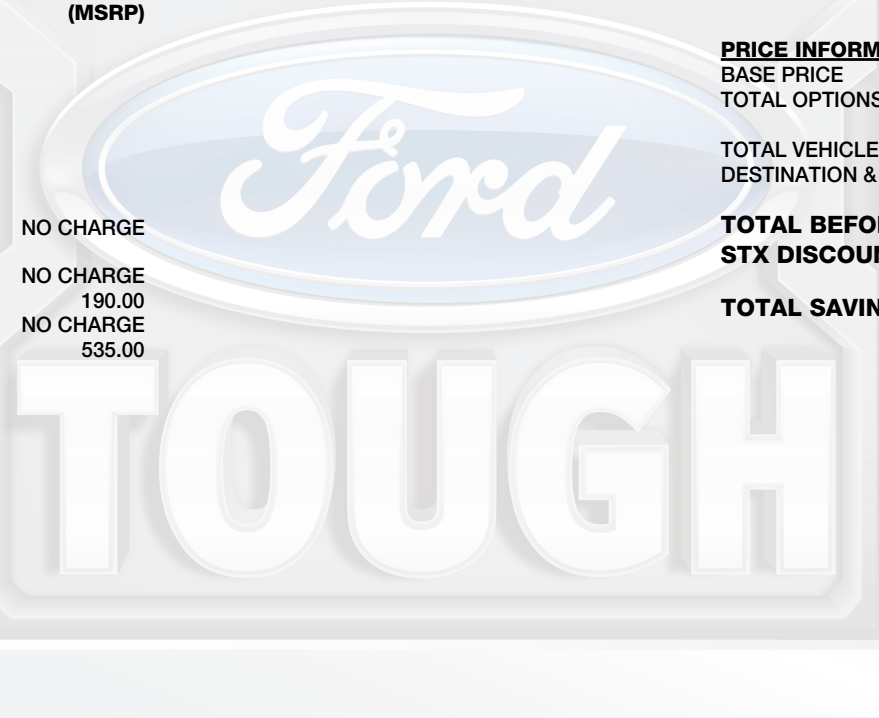 (MSRP)
NO CHARGE
NO CHARGE
190.00
NO CHARGE
535.00
PRICE INFORM
BASE PRICE
TOTAL OPTIONS
TOTAL VEHICLE
DESTINATION &
TOTAL BEFO
STX DISCOUN
TOTAL SAVIN
Ford
TOUGH